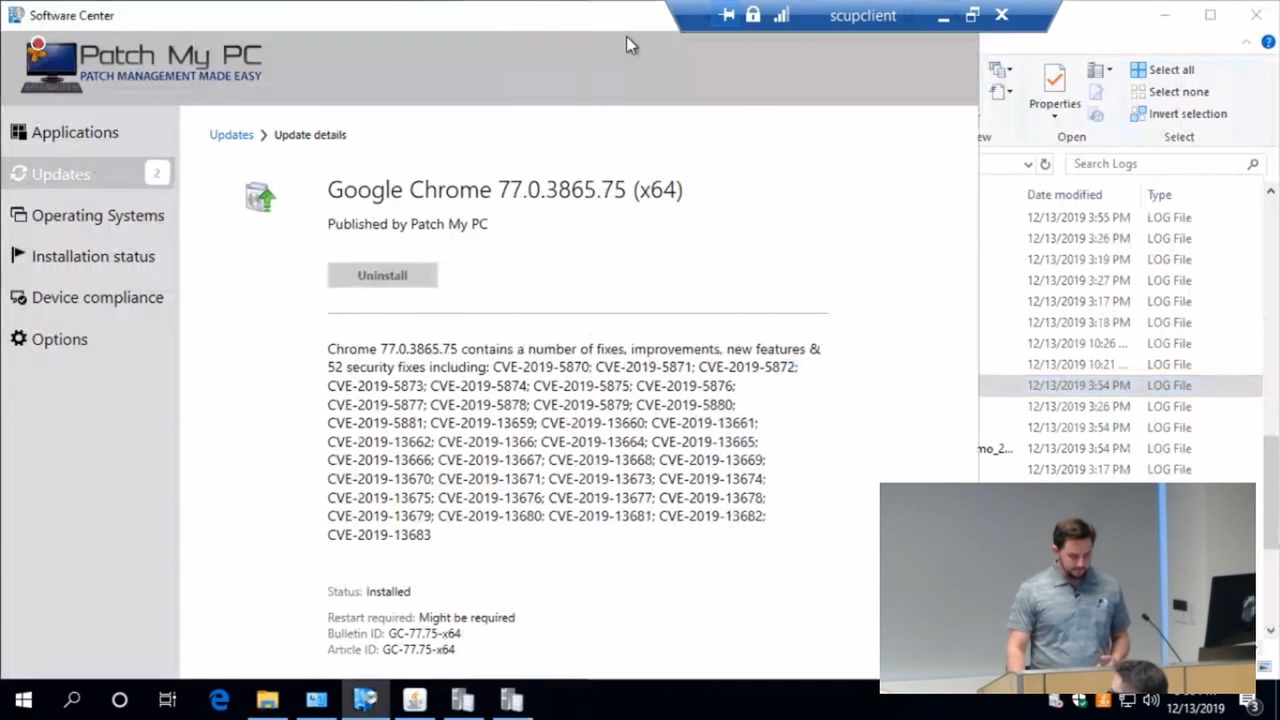 Software Center
scupclient
Patch My PC
PATCH MANAGEMENT MADE EASY
Applications
Updates
2
Operating Systems
Installation status
Device compliance
Options
Updates > Update details
Google Chrome 77.0.3865.75 (x64)
Published by Patch My PC
Uninstall
Chrome 77.0.3865.75 contains a number of fixes, improvements, new features &
52 security fixes including: CVE-2019-5870; CVE-2019-5871; CVE-2019-5872;
CVE-2019-5873; CVE-2019-5874; CVE-2019-5875; CVE-2019-5876;
CVE-2019-5877; CVE-2019-5878; CVE-2019-5879; CVE-2019-5880;
CVE-2019-5881; CVE-2019-13659; CVE-2019-13660; CVE-2019-13661;
CVE-2019-13662; CVE-2019-1366; CVE-2019-13664; CVE-2019-13665;
CVE-2019-13666; CVE-2019-13667; CVE-2019-13668; CVE-2019-13669;
CVE-2019-13670; CVE-2019-13671; CVE-2019-13673; CVE-2019-13674;
CVE-2019-13675; CVE-2019-13676; CVE-2019-13677; CVE-2019-13678;
CVE-2019-13679; CVE-2019-13680; CVE-2019-13681; CVE-2019-13682;
CVE-2019-13683
Status: Installed
Restart required: Might be required
Bulletin ID: GC-77.75-x64
Article ID: GC-77.75-x64
Select all
Select none
Invert selection
Properties
ew
Open
Select
Search Logs
Date modified Type
12/13/2019 3:55 PM LOG File
12/13/2019 3:26 PM LOG File
12/13/2019 3:19 PM LOG File
12/13/2019 3:27 PM LOG File
12/13/2019 3:17 PM LOG File
12/13/2019 3:18 PM LOG File
12/13/2019 10:26 ... LOG File
12/13/2019 10:21 ... LOG File
12/13/2019 3:54 PM LOG File
12/13/2019 3:26 PM LOG File
12/13/2019 3:54 PM LOG File
mo_2... 12/13/2019 3:54 PM LOG File
12/13/2019 3:17 PM LOG File
12/13/2019
3